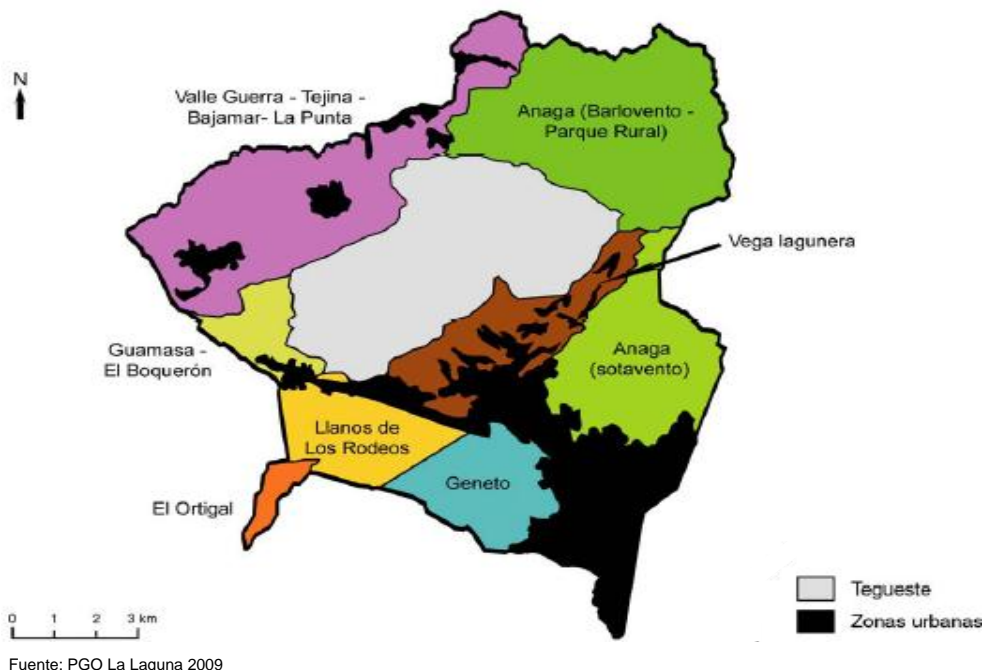 N
Valle Guerra - Tejina -
Bajamar- La Punta
Anaga (Barlovento -
Parque Rural)
Vega lagunera
Guamasa -
El Boquerón
Anaga
(sotavento)
Llanos de
Los Rodeos
Geneto
El Ortigal
Tegueste
Zonas urbanas
0 1 2 3 km
Fuente: PGO La Laguna 2009